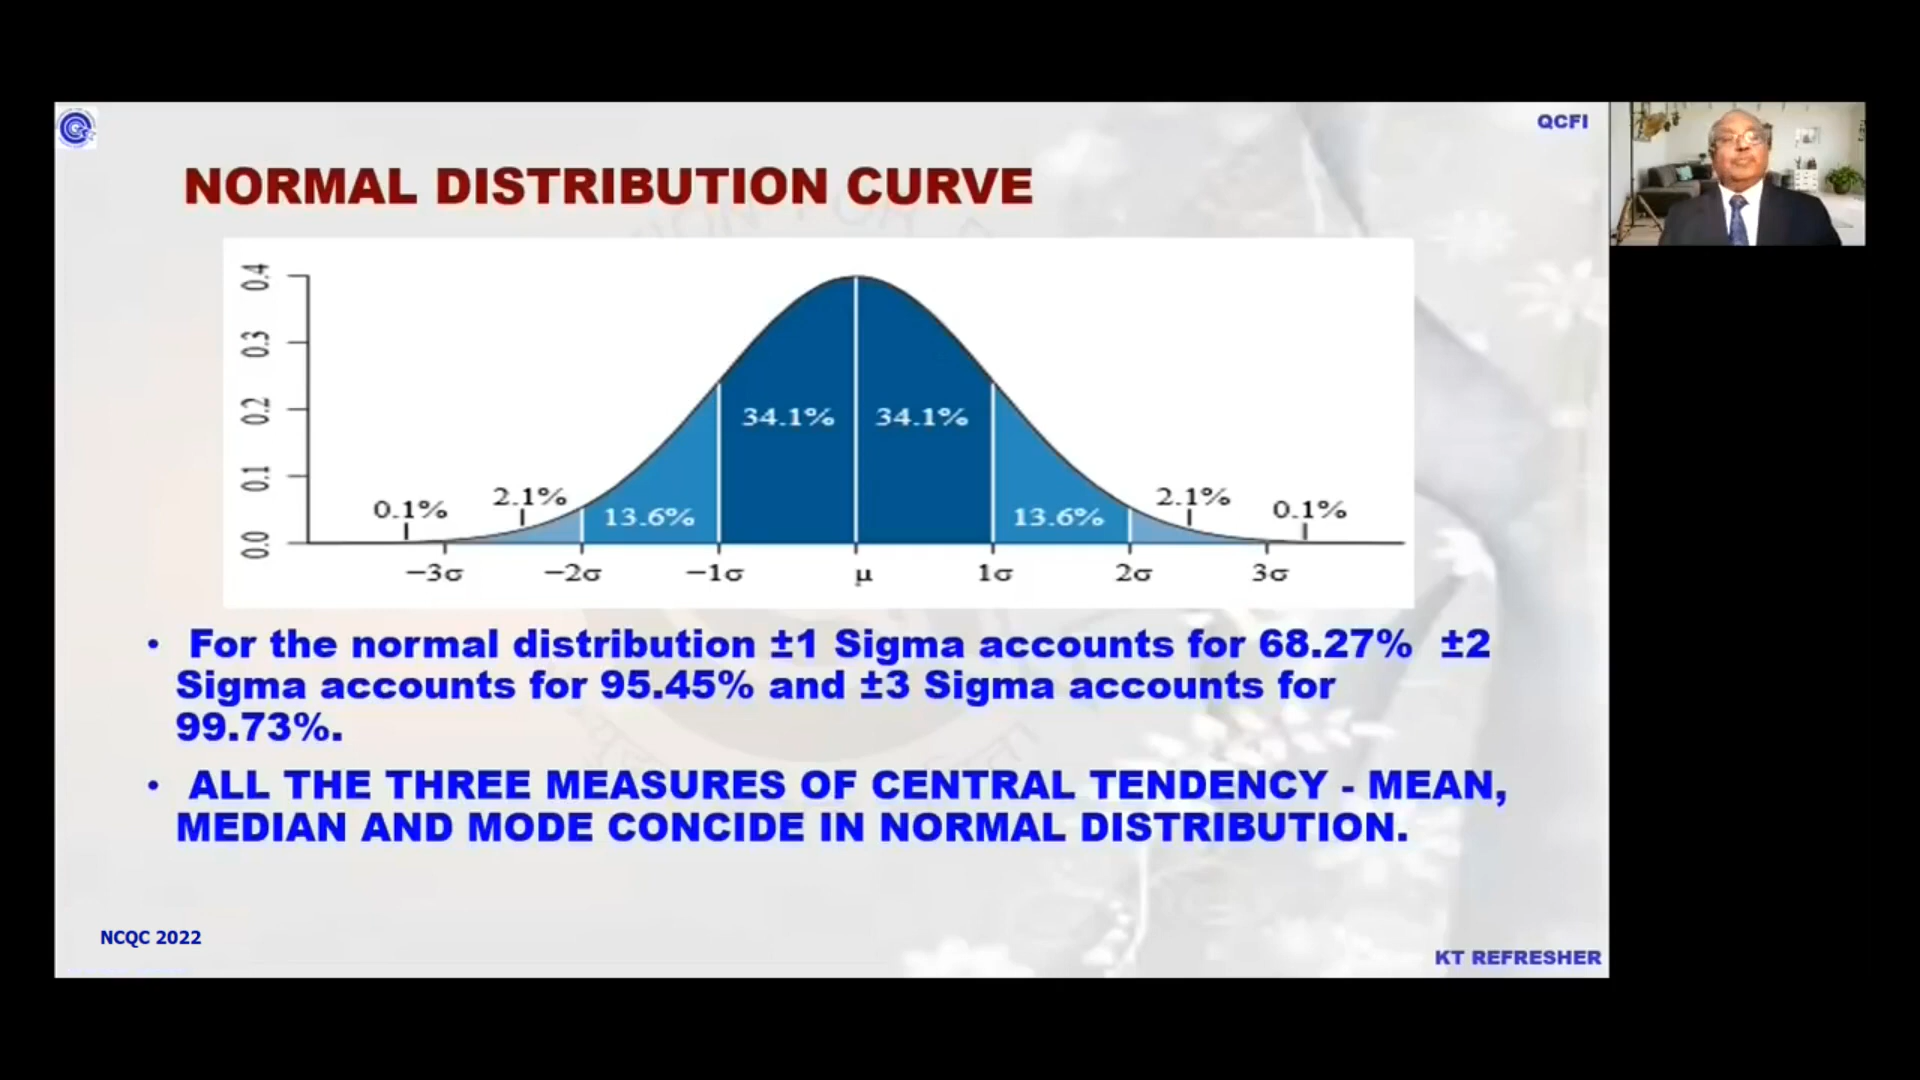 QCFI
NORMAL DISTRIBUTION CURVE
0.4
0.3
0.2
0.1
0.0
34.1% 34.1%
0.1% 2.1% 13.6% 13.6% 2.1% 0.1%
−3σ −2σ −1σ μ 1σ 2σ 3σ
• For the normal distribution ±1 Sigma accounts for 68.27% ±2
Sigma accounts for 95.45% and ±3 Sigma accounts for
99.73%.
• ALL THE THREE MEASURES OF CENTRAL TENDENCY - MEAN,
MEDIAN AND MODE CONCIDE IN NORMAL DISTRIBUTION.
NCQC 2022
KT REFRESHER